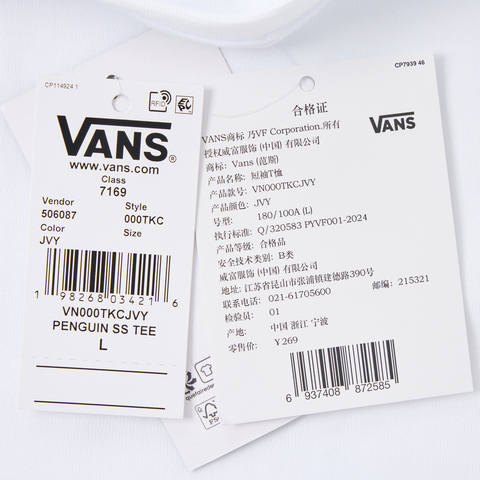 CP114924 1
RFID
VANS®
www.vans.com
Class
7169
Vendor Style
506087 000TKC
Color Size
JVY
1 98268 03421 6
VN000TKCJVY
PENGUIN SS TEE
L
CP7939 46
合格证
VANS
VANS商标 乃VF Corporation.所有
授权威富服饰 (中国) 有限公司
商标: Vans (范斯)
产品名称: 短袖T恤
产品款号: VN000TKCJVY
产品颜色: JVY
号型: 180/100A (L)
执行标准: Q/320583 PYVF001-2024
产品等级: 合格品
安全技术类别: B类
威富服饰 (中国) 有限公司
地址: 江苏省昆山市张浦镇建德路390号
联系电话: 021-61705600 邮编: 215321
检验员: 01
产地: 中国 浙江 宁波
零售价: ￥269
6 937408 872585